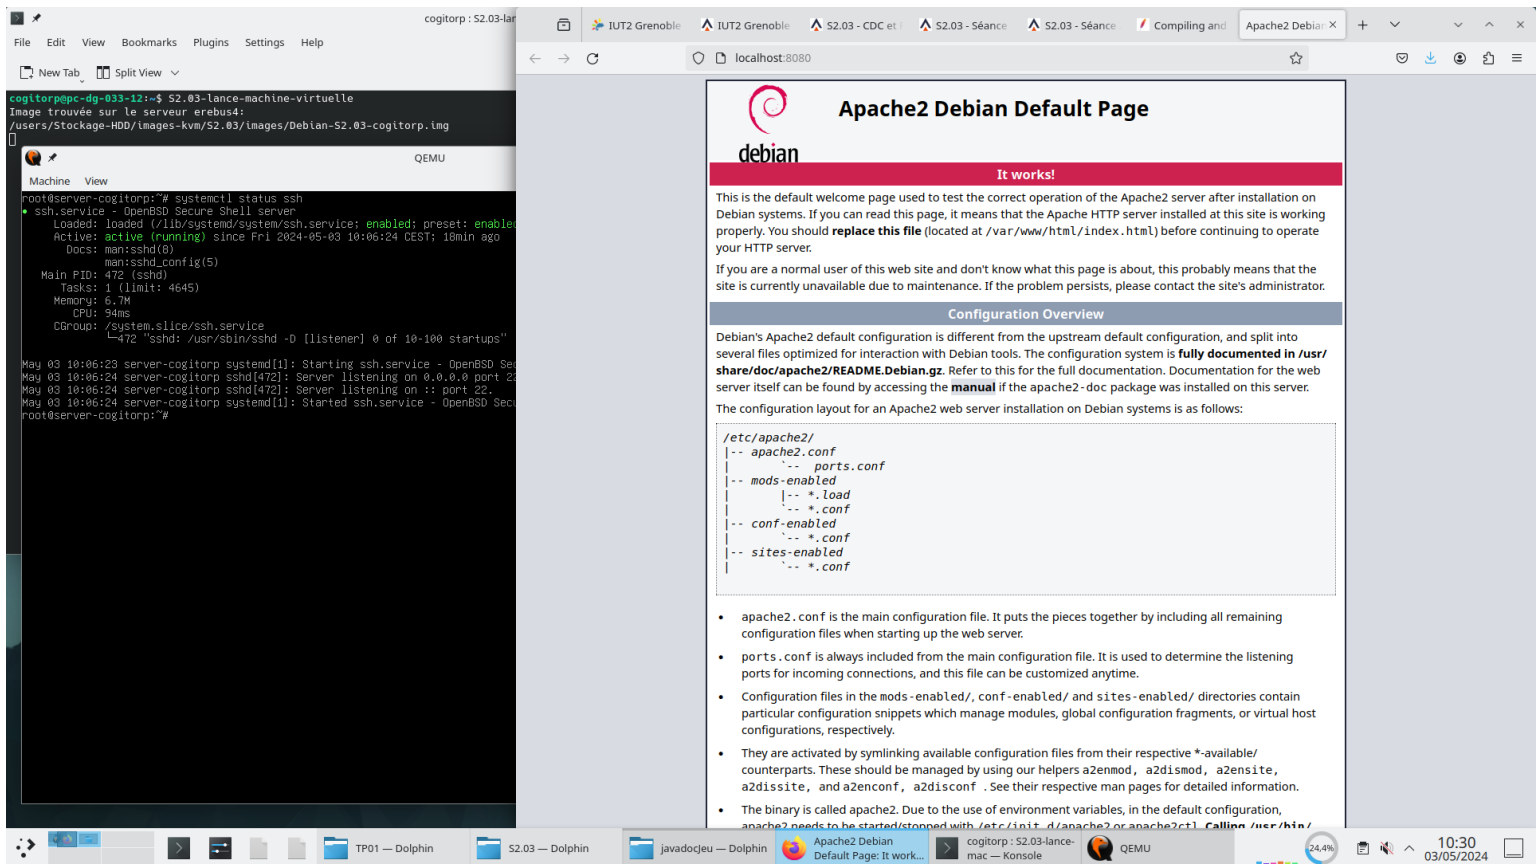 cogitorp : S2.03-lan
File Edit View Bookmarks Plugins Settings Help
New Tab Split View
cogitorp@pc-dg-033-12:~$ S2.03-lance-machine-virtuelle
Image trouvée sur le serveur erebus4:
/users/Stockage-HDD/images-kvm/S2.03/images/Debian-S2.03-cogitorp.img
QEMU
Machine View
root@server-cogitorp:~# systemctl status ssh
● ssh.service - OpenBSD Secure Shell server
Loaded: loaded (/lib/systemd/system/ssh.service; enabled; preset: enabled
Active: active (running) since Fri 2024-05-03 10:06:24 CEST; 18min ago
Docs: man:sshd(8)
man:sshd_config(5)
Main PID: 472 (sshd)
Tasks: 1 (limit: 4645)
Memory: 6.7M
CPU: 94ms
CGroup: /system.slice/ssh.service
└─472 "sshd: /usr/sbin/sshd -D [listener] 0 of 10-100 startups"
May 03 10:06:23 server-cogitorp systemd[1]: Starting ssh.service - OpenBSD Sec
May 03 10:06:24 server-cogitorp sshd[472]: Server listening on 0.0.0.0 port 22
May 03 10:06:24 server-cogitorp sshd[472]: Server listening on :: port 22.
May 03 10:06:24 server-cogitorp systemd[1]: Started ssh.service - OpenBSD Secu
root@server-cogitorp:~#
IUT2 Grenoble IUT2 Grenoble S2.03 - CDC et S2.03 - Séance S2.03 - Séance Compiling and Apache2 Debian
localhost:8080
debian
Apache2 Debian Default Page
It works!
This is the default welcome page used to test the correct operation of the Apache2 server after installation on
Debian systems. If you can read this page, it means that the Apache HTTP server installed at this site is working
properly. You should replace this file (located at /var/www/html/index.html) before continuing to operate
your HTTP server.
If you are a normal user of this web site and don't know what this page is about, this probably means that the
site is currently unavailable due to maintenance. If the problem persists, please contact the site's administrator.
Configuration Overview
Debian's Apache2 default configuration is different from the upstream default configuration, and split into
several files optimized for interaction with Debian tools. The configuration system is fully documented in /usr/
share/doc/apache2/README.Debian.gz. Refer to this for the full documentation. Documentation for the web
server itself can be found by accessing the manual if the apache2-doc package was installed on this server.
The configuration layout for an Apache2 web server installation on Debian systems is as follows:
/etc/apache2/
|-- apache2.conf
| `-- ports.conf
|-- mods-enabled
| |-- *.load
| `-- *.conf
|-- conf-enabled
| `-- *.conf
|-- sites-enabled
| `-- *.conf
• apache2.conf is the main configuration file. It puts the pieces together by including all remaining
configuration files when starting up the web server.
• ports.conf is always included from the main configuration file. It is used to determine the listening
ports for incoming connections, and this file can be customized anytime.
• Configuration files in the mods-enabled/, conf-enabled/ and sites-enabled/ directories contain
particular configuration snippets which manage modules, global configuration fragments, or virtual host
configurations, respectively.
• They are activated by symlinking available configuration files from their respective *-available/
counterparts. These should be managed by using our helpers a2enmod, a2dismod, a2ensite,
a2dissite, and a2enconf, a2disconf . See their respective man pages for detailed information.
• The binary is called apache2. Due to the use of environment variables, in the default configuration,
apache2 needs to be started/stopped with /etc/init.d/apache2 or apache2ctl. Calling /usr/bin/
TP01 — Dolphin
S2.03 — Dolphin
javadocJeu — Dolphin
Apache2 Debian
Default Page: It work...
cogitorp : S2.03-lance-
mac — Konsole
QEMU
24,4%
10:30
03/05/2024